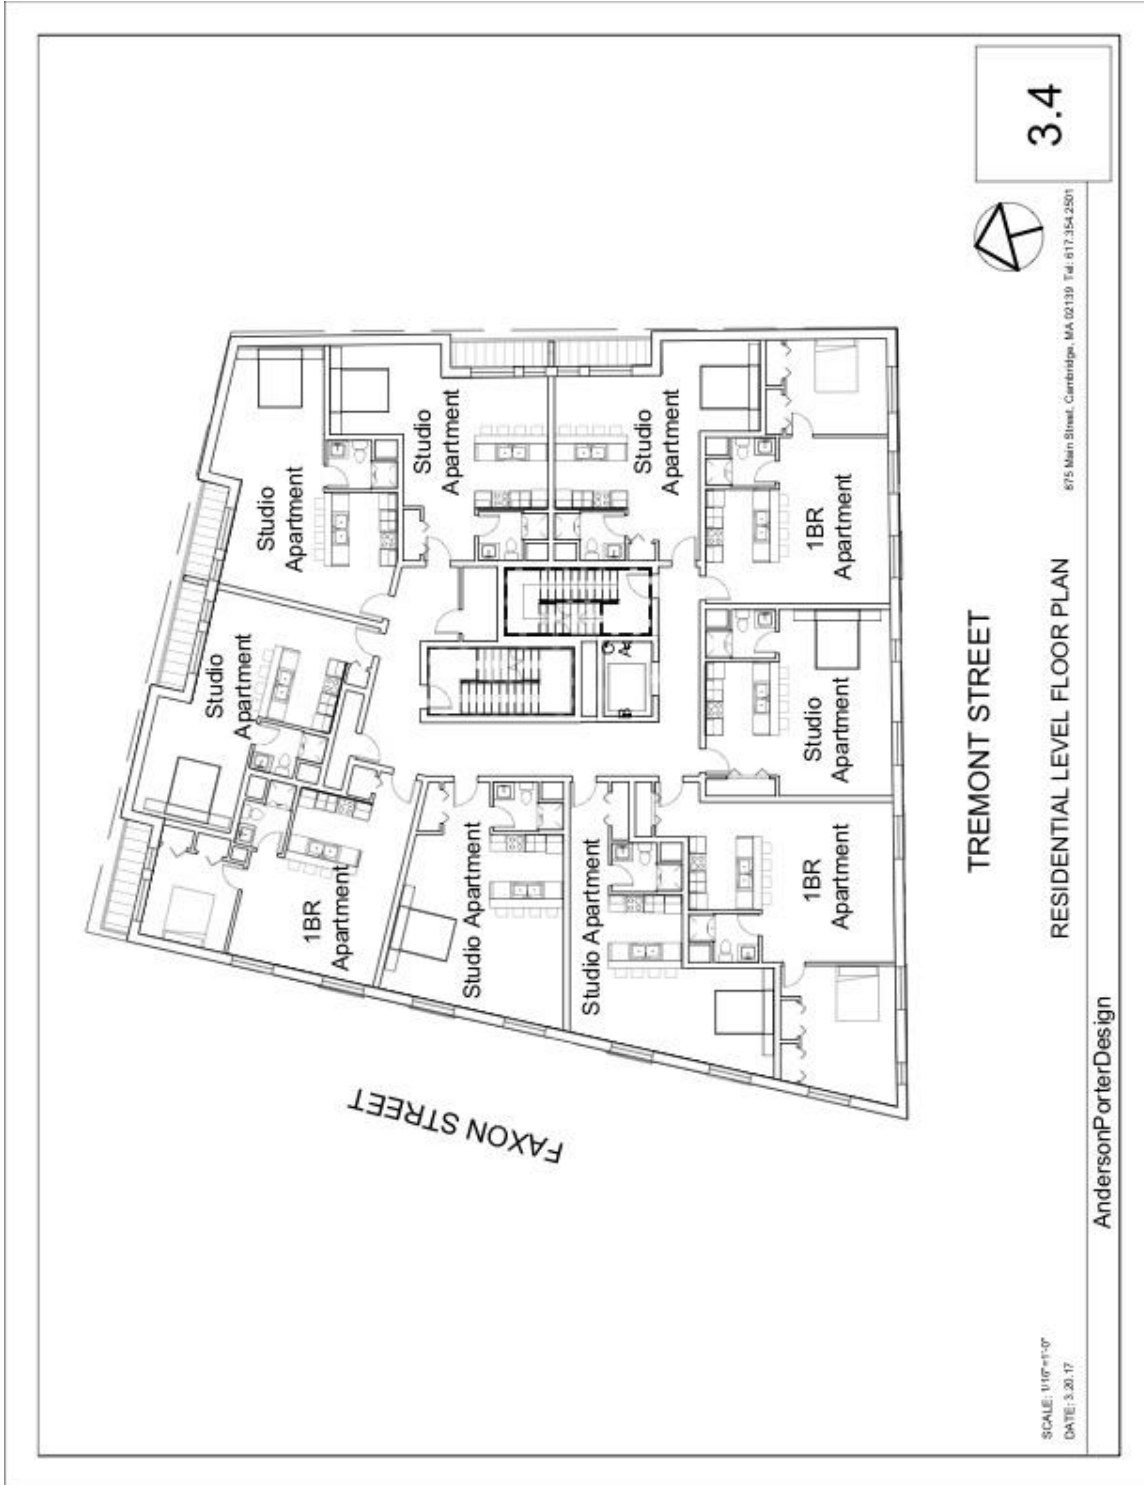 3.4
Studio
Apartment
Studio
Apartment
Studio
Apartment
Studio
Apartment
1BR
Apartment
Studio
Apartment
1BR
Apartment
Studio Apartment
Studio Apartment
1BR
Apartment
FAXON STREET
TREMONT STREET
RESIDENTIAL LEVEL FLOOR PLAN
875 Main Street, Cambridge, MA 02139 Tel: 617.354.2501
AndersonPorterDesign
SCALE: 1/16"=1'-0"
DATE: 3.20.17